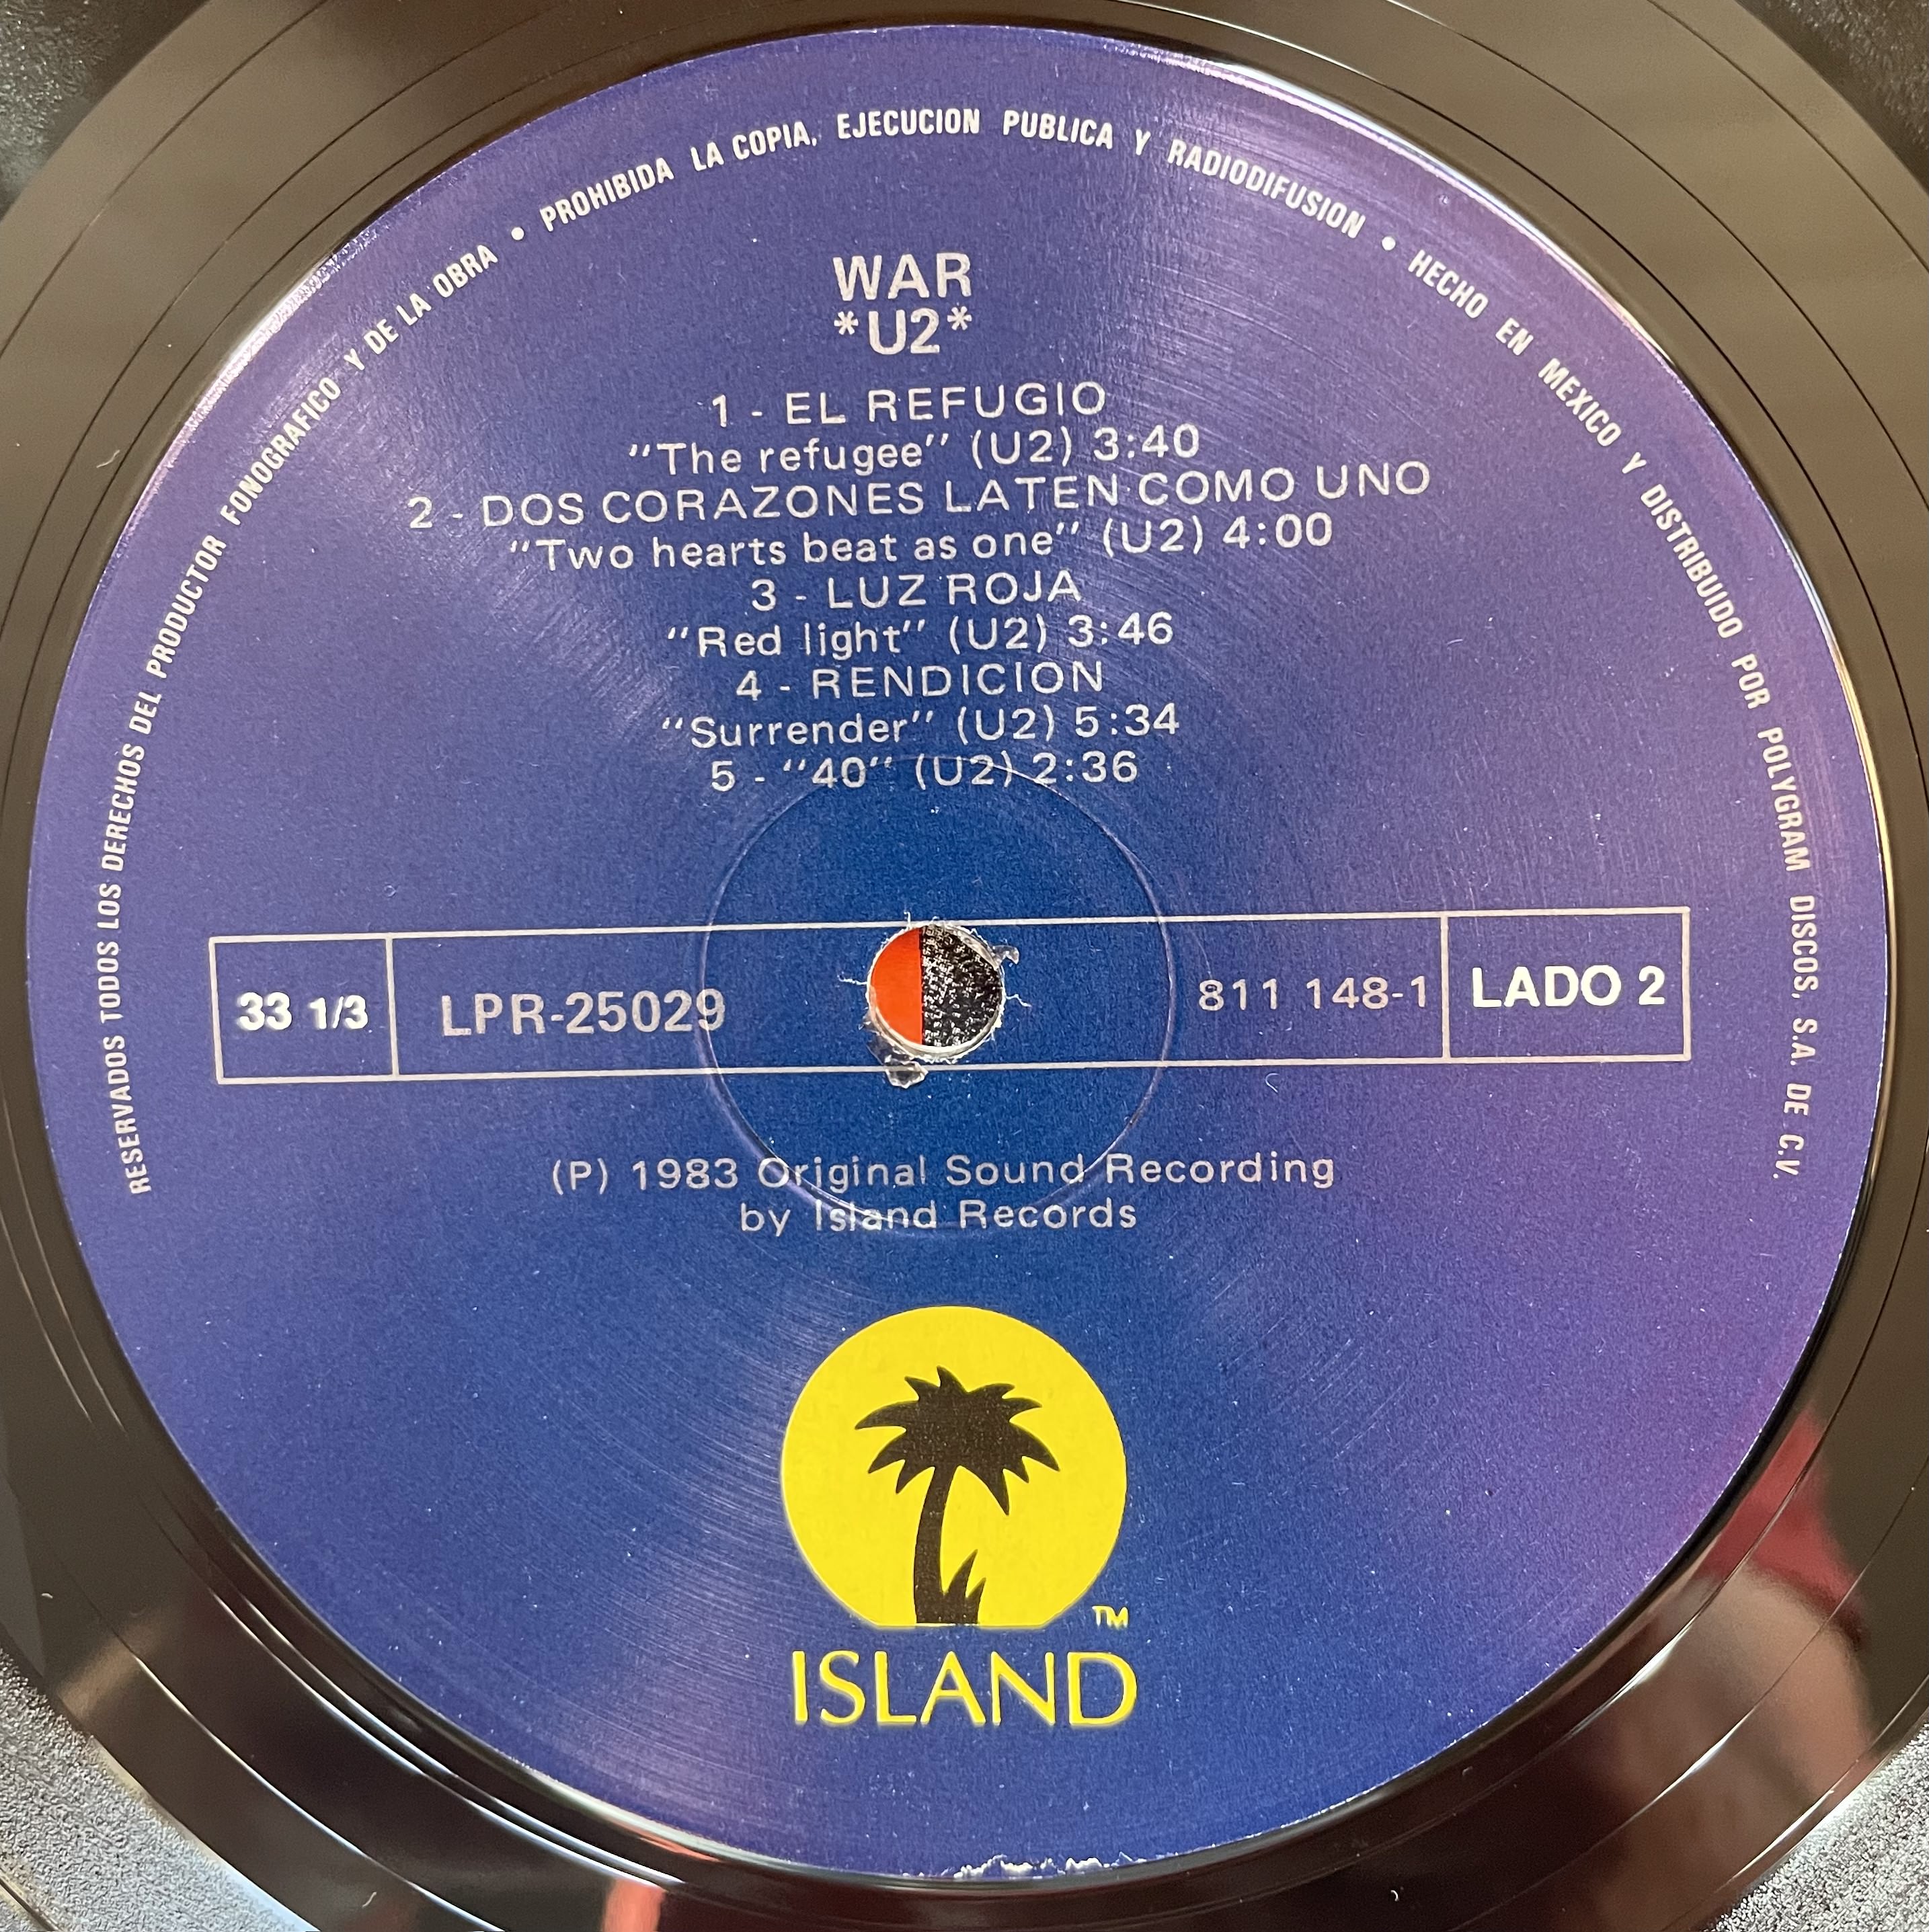 RESERVADOS TODOS LOS DERECHOS DEL PRODUCTOR FONOGRAFICO Y DE LA OBRA • PROHIBIDA LA COPIA, EJECUCION PUBLICA Y RADIODIFUSION • HECHO EN MEXICO Y DISTRIBUIDO POR POLYGRAM DISCOS, S.A. DE C.V.
WAR
*U2*
1 - EL REFUGIO
"The refugee" (U2) 3:40
2 - DOS CORAZONES LATEN COMO UNO
"Two hearts beat as one" (U2) 4:00
3 - LUZ ROJA
"Red light" (U2) 3:46
4 - RENDICION
"Surrender" (U2) 5:34
5 - "40" (U2) 2:36
33 1/3 LPR-25029 811 148-1 LADO 2
(P) 1983 Original Sound Recording
by Island Records
TM
ISLAND